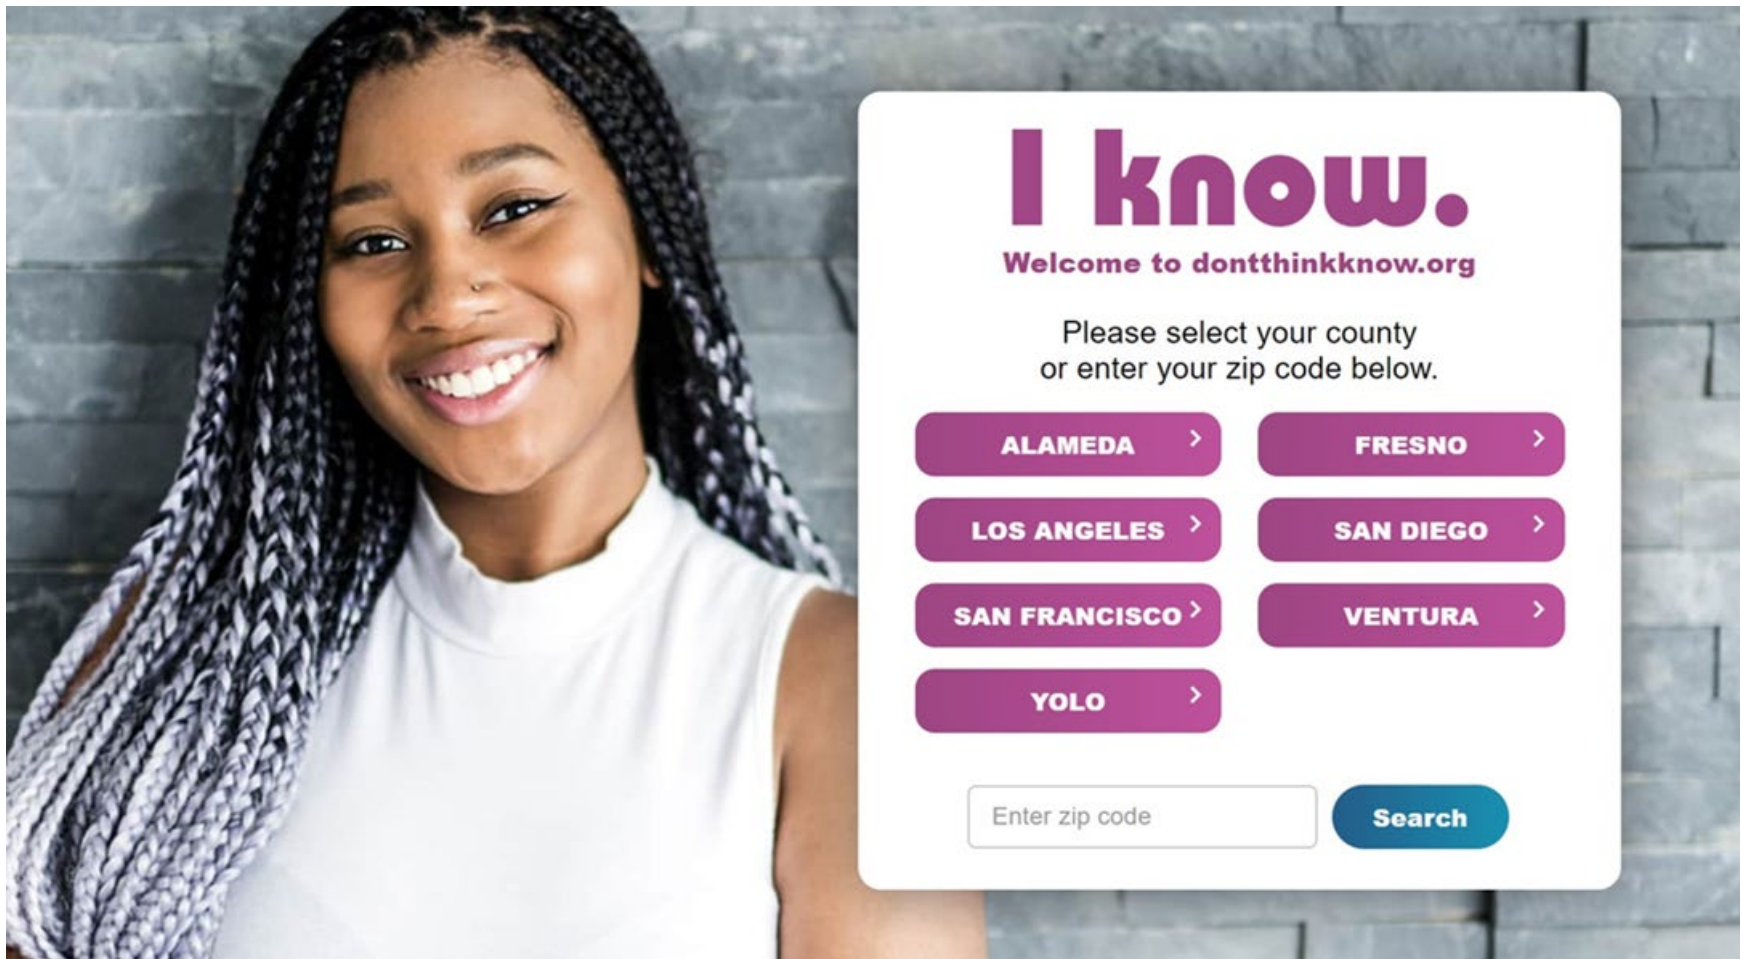 I know.
Welcome to dontthinkknow.org
Please select your county
or enter your zip code below.
ALAMEDA
FRESNO
LOS ANGELES
SAN DIEGO
SAN FRANCISCO
VENTURA
YOLO
Enter zip code
Search